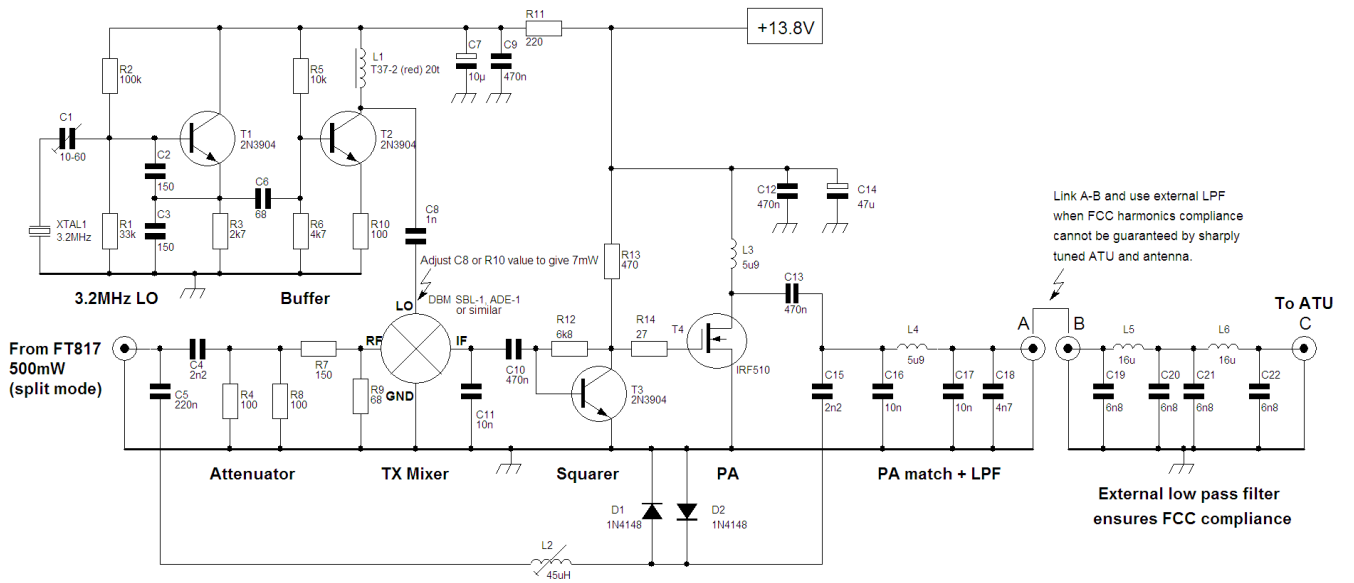 R11
220
+13.8V
C7
10µ
C9
470n
L1
T37-2 (red) 20t
R2
100k
R5
10k
C1
10-60
T1
2N3904
T2
2N3904
C2
150
C6
68
C3
150
XTAL1
3.2MHz
R1
33k
R3
2k7
R6
4k7
R10
100
C8
1n
C12
470n
C14
47u
Link A-B and use external LPF
when FCC harmonics compliance
cannot be guaranteed by sharply
tuned ATU and antenna.
R13
470
L3
5u9
C13
470n
Adjust C8 or R10 value to give 7mW
3.2MHz LO
Buffer
LO
DBM SBL-1, ADE-1
or similar
To ATU
From FT817
500mW
(split mode)
C4
2n2
C5
220n
R4
100
R8
100
R7
150
R9
68
RF
IF
GND
C10
470n
C11
10n
R12
6k8
R14
27
T3
2N3904
T4
IRF510
C15
2n2
C16
10n
L4
5u9
C17
10n
C18
4n7
A
B
C
L5
16u
L6
16u
C19
6n8
C20
6n8
C21
6n8
C22
6n8
Attenuator
TX Mixer
Squarer
PA
PA match + LPF
External low pass filter
ensures FCC compliance
D1
1N4148
D2
1N4148
L2
45uH